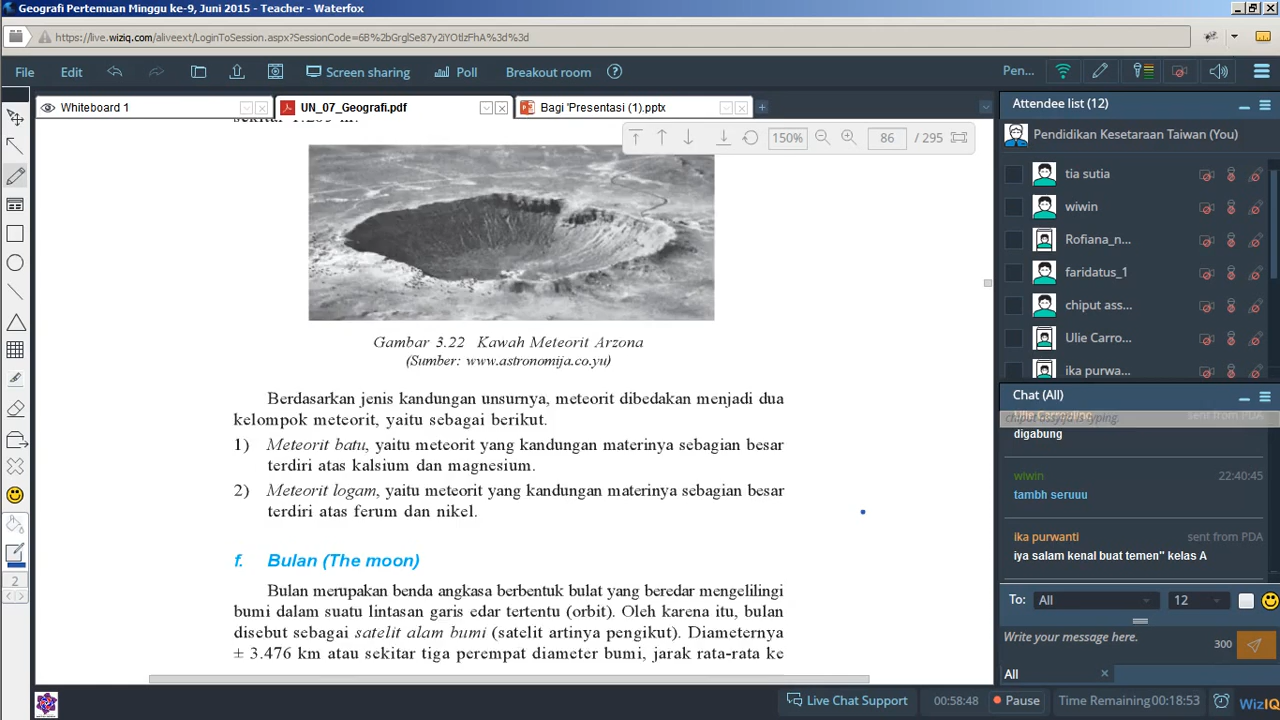 Geografi Pertemuan Minggu ke-9, Juni 2015 - Teacher - Waterfox
https://live.wiziq.com/aliveext/LoginToSession.aspx?SessionCode=6B%2bGrglSe87y2iYOtlzFhA%3d%3d
File Edit Screen sharing Poll Breakout room Pen...
Whiteboard 1 UN_07_Geografi.pdf Bagi 'Presentasi (1).pptx
150% 86 / 295
Gambar 3.22 Kawah Meteorit Arzona
(Sumber: www.astronomija.co.yu)
Berdasarkan jenis kandungan unsurnya, meteorit dibedakan menjadi dua
kelompok meteorit, yaitu sebagai berikut.
1) Meteorit batu, yaitu meteorit yang kandungan materinya sebagian besar
terdiri atas kalsium dan magnesium.
2) Meteorit logam, yaitu meteorit yang kandungan materinya sebagian besar
terdiri atas ferum dan nikel.
f. Bulan (The moon)
Bulan merupakan benda angkasa berbentuk bulat yang beredar mengelilingi
bumi dalam suatu lintasan garis edar tertentu (orbit). Oleh karena itu, bulan
disebut sebagai satelit alam bumi (satelit artinya pengikut). Diameternya
± 3.476 km atau sekitar tiga perempat diameter bumi, jarak rata-rata ke
2
Attendee list (12)
Pendidikan Kesetaraan Taiwan (You)
tia sutia
wiwin
Rofiana_n...
faridatus_1
chiput ass...
Ulie Carro...
ika purwa...
Chat (All)
chiput assyifa is typing.
sent from PDA
digabung
wiwin 22:40:45
tambh seruuu
ika purwanti sent from PDA
iya salam kenal buat temen" kelas A
To: All 12
Write your message here. 300
All
Live Chat Support 00:58:48 Pause Time Remaining 00:18:53 WizIQ